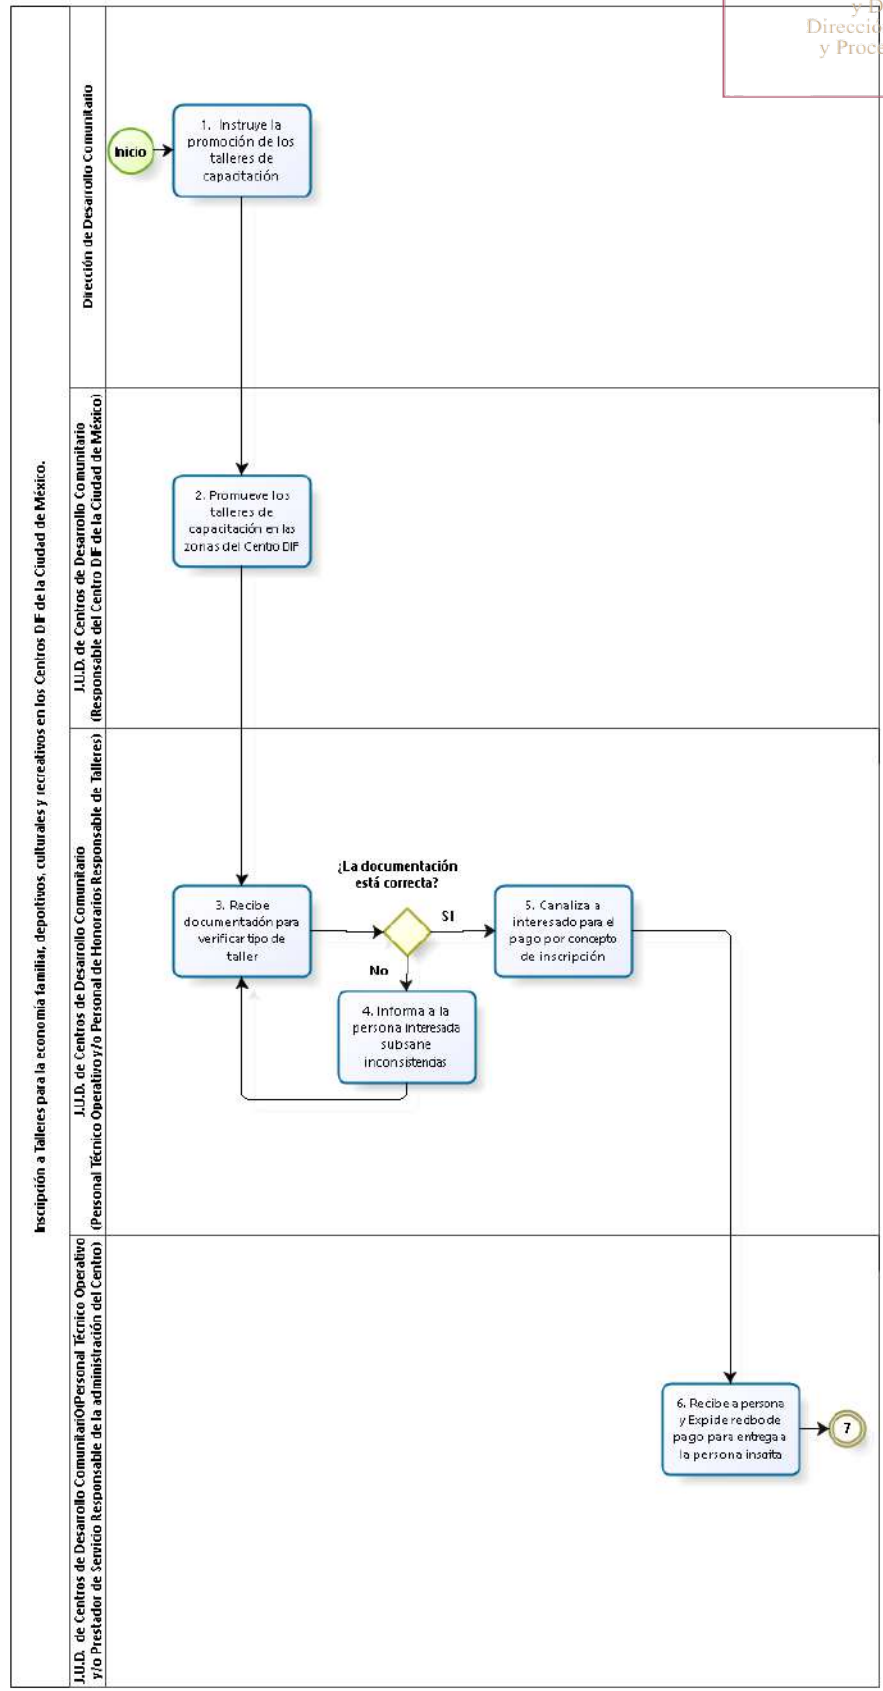 y D
Direcció
y Proce
Inscripción a Talleres para la economía familiar, deportivos, culturales y recreativos en los Centros DIF de la Ciudad de México.
Dirección de Desarrollo Comunitario
Inicio
1. Instruye la
promoción de los
talleres de
capacitación
J.U.D. de Centros de Desarrollo Comunitario
(Responsable del Centro DIF de la Ciudad de México)
2. Promueve los
talleres de
capacitación en las
zonas del Centro DIF
J.U.D. de Centros de Desarrollo Comunitario
(Personal Técnico Operativo y/o Personal de Honorarios Responsable de Talleres)
3. Recibe
documentación para
verificar tipo de
taller
¿La documentación
está correcta?
SI
No
4. Informa a la
persona interesada
subsane
inconsistencias
5. Canaliza a
interesado para el
pago por concepto
de inscripción
J.U.D. de Centros de Desarrollo ComunitariO(Personal Técnico Operativo
y/o Prestador de Servicio Responsable de la administración del Centro)
6. Recibe a persona
y Expide recibo de
pago para entrega a
la persona inscrita
7